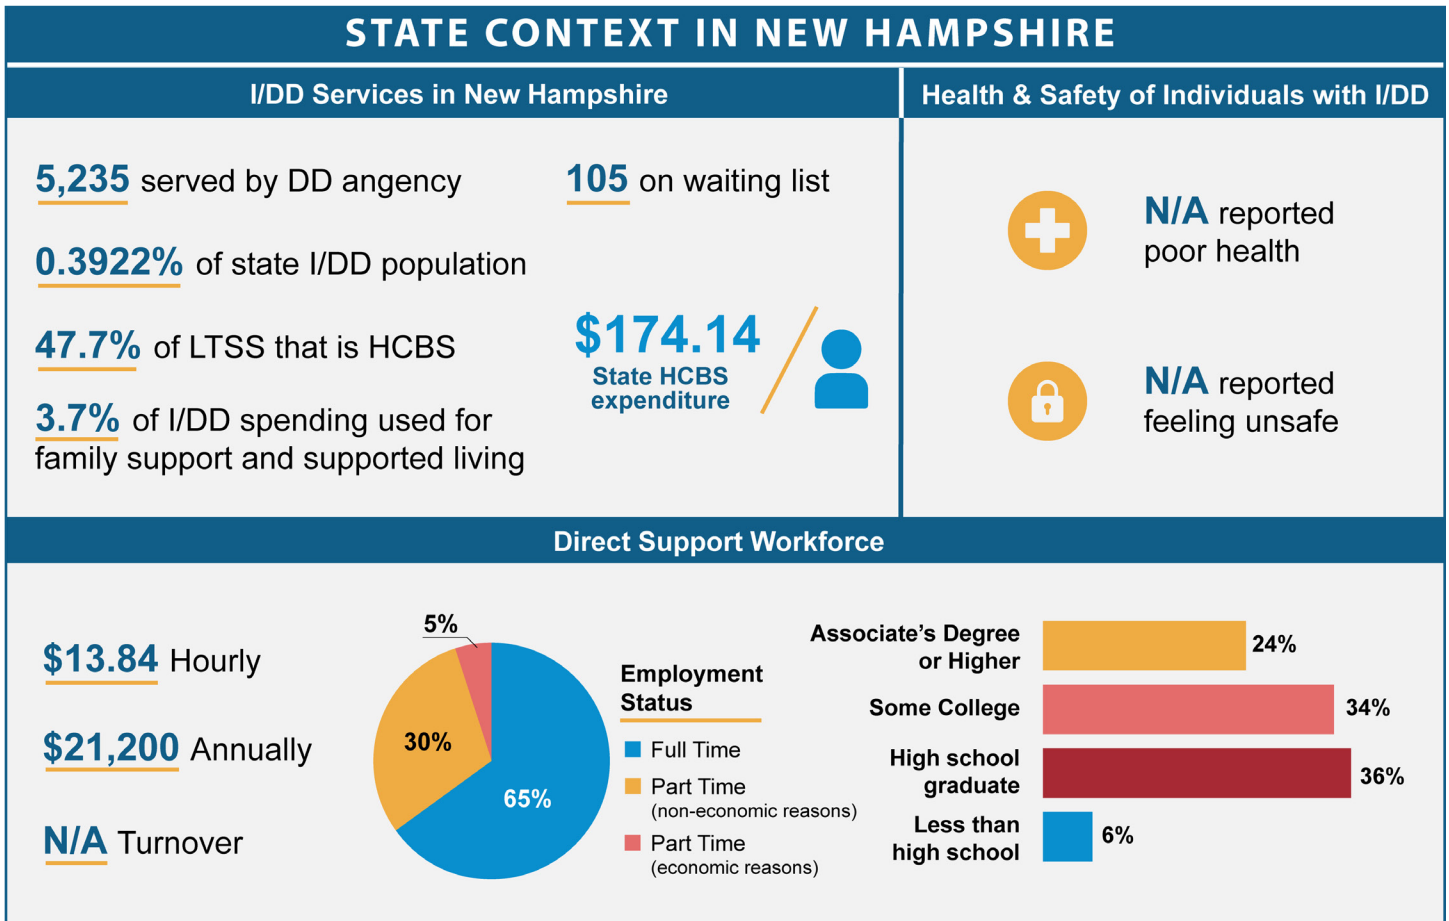 STATE CONTEXT IN NEW HAMPSHIRE
I/DD Services in New Hampshire
5,235 served by DD angency
105 on waiting list
0.3922% of state I/DD population
47.7% of LTSS that is HCBS
3.7% of I/DD spending used for
family support and supported living
$174.14
State HCBS
expenditure
Health & Safety of Individuals with I/DD
N/A reported
poor health
N/A reported
feeling unsafe
Direct Support Workforce
$13.84 Hourly
$21,200 Annually
N/A Turnover
5%
30%
65%
Employment
Status
Full Time
Part Time
(non-economic reasons)
Part Time
(economic reasons)
Associate's Degree
or Higher
24%
Some College
34%
High school
graduate
36%
Less than
high school
6%